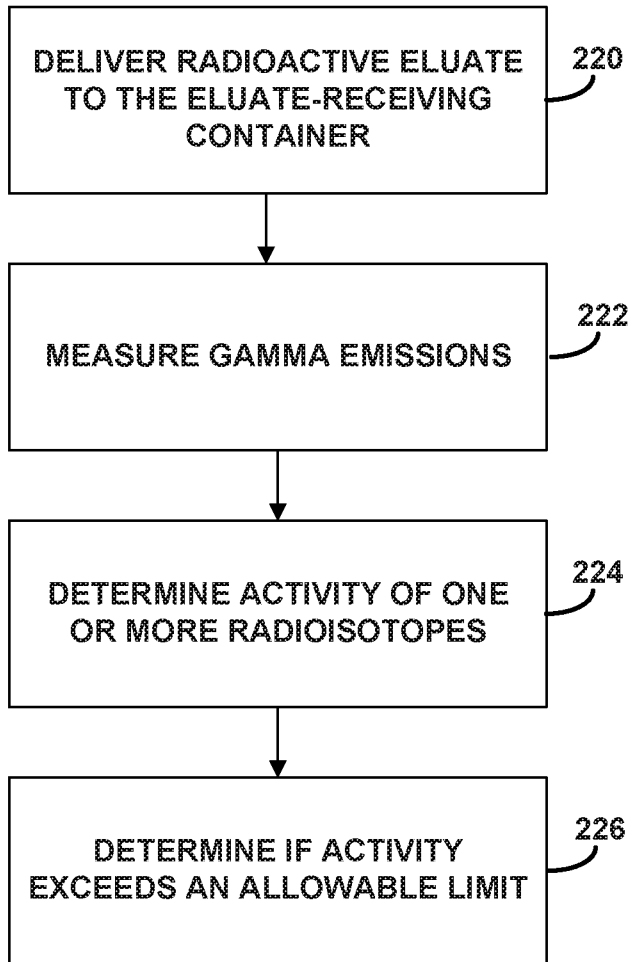 DELIVER RADIOACTIVE ELUATE
TO THE ELUATE-RECEIVING
CONTAINER
220
MEASURE GAMMA EMISSIONS
222
DETERMINE ACTIVITY OF ONE
OR MORE RADIOISOTOPES
224
DETERMINE IF ACTIVITY
EXCEEDS AN ALLOWABLE LIMIT
226